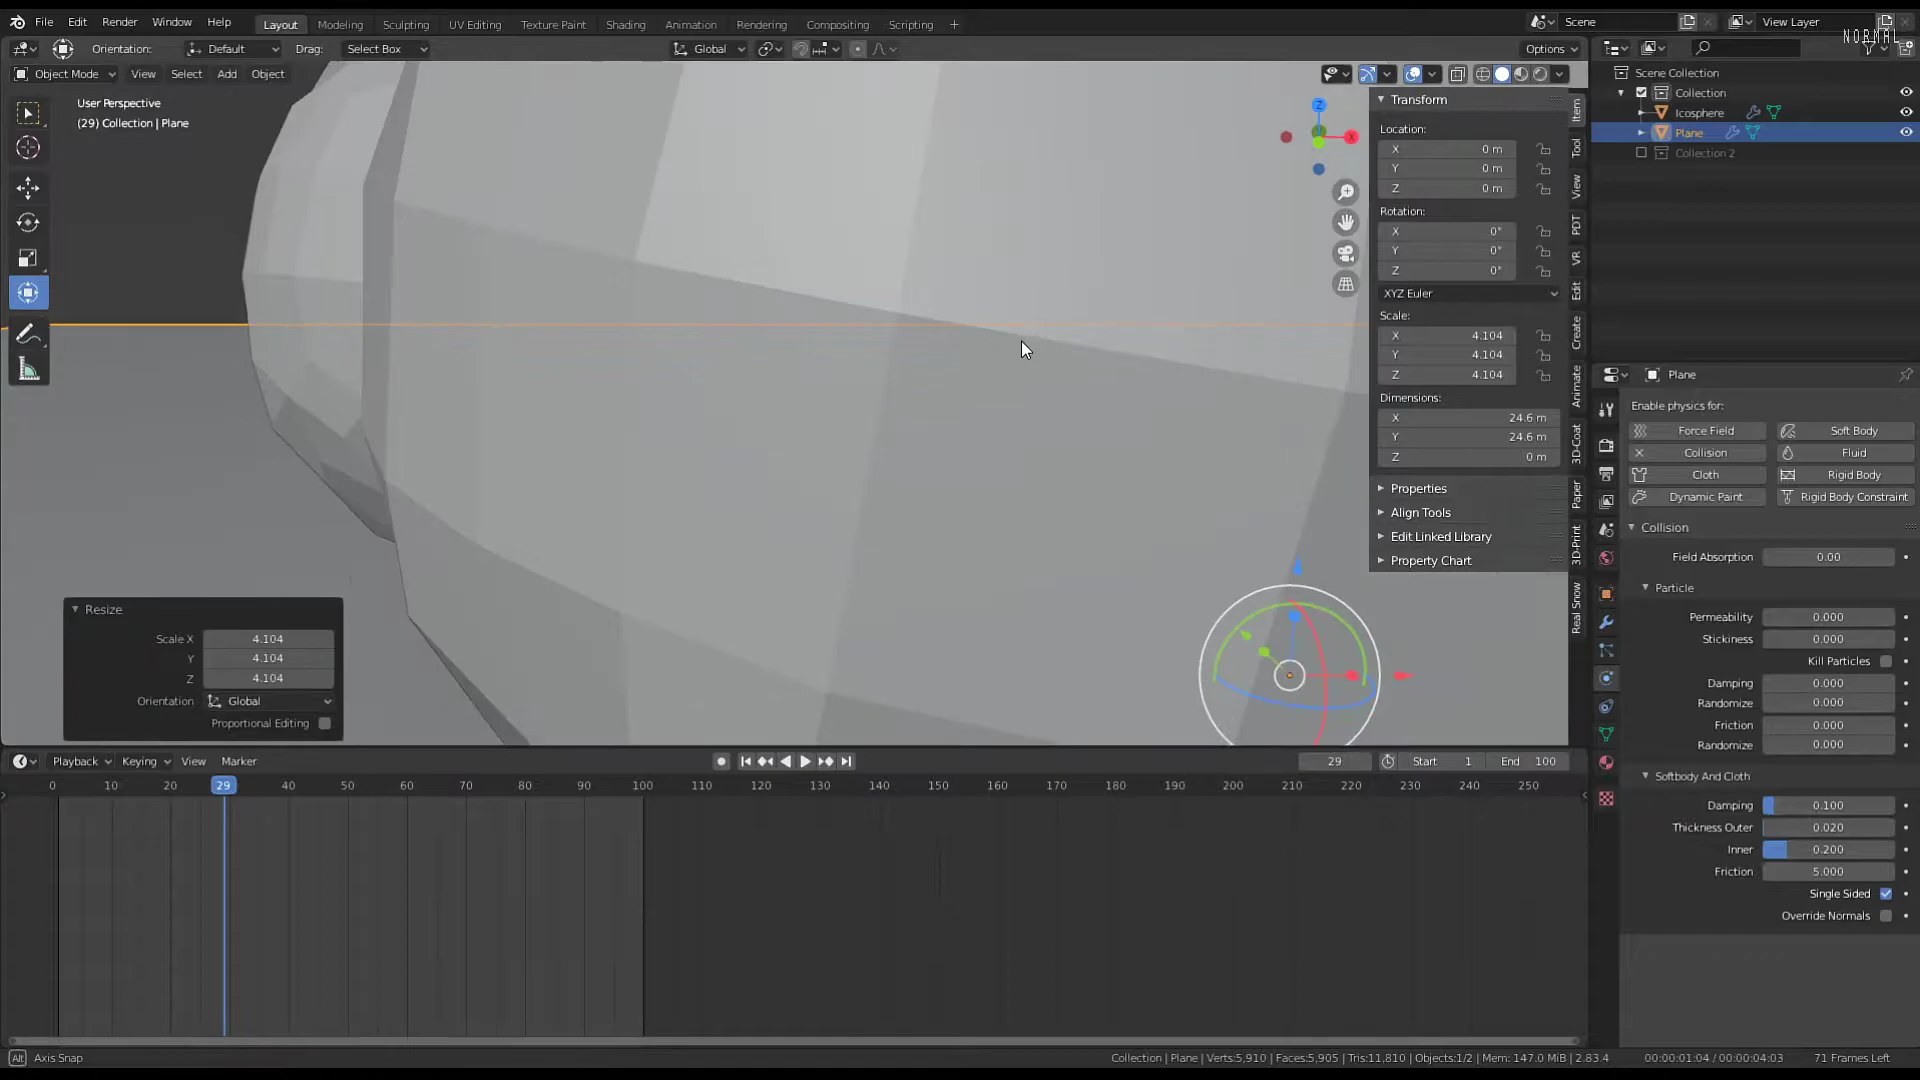 File Edit Render Window Help Layout Modeling Sculpting UV Editing Texture Paint Shading Animation Rendering Compositing Scripting + Scene View Layer
NORMAL
Orientation: Default Drag: Select Box Global Options
Object Mode View Select Add Object
User Perspective
(29) Collection | Plane
Z
X
Transform
Location:
X 0 m
Y 0 m
Z 0 m
Rotation:
X 0°
Y 0°
Z 0°
XYZ Euler
Scale:
X 4.104
Y 4.104
Z 4.104
Dimensions:
X 24.6 m
Y 24.6 m
Z 0 m
Properties
Align Tools
Edit Linked Library
Property Chart
Item
Tool
View
PDT
VR
Edit
Create
Animate
3D-Coat
Paper
3D-Print
Real Snow
Scene Collection
Collection
Icosphere
Plane
Collection 2
Plane
Enable physics for:
Force Field Soft Body
Collision Fluid
Cloth Rigid Body
Dynamic Paint Rigid Body Constraint
Collision
Field Absorption 0.00
Particle
Permeability 0.000
Stickiness 0.000
Kill Particles
Damping 0.000
Randomize 0.000
Friction 0.000
Randomize 0.000
Softbody And Cloth
Damping 0.100
Thickness Outer 0.020
Inner 0.200
Friction 5.000
Single Sided
Override Normals
Resize
Scale X 4.104
Y 4.104
Z 4.104
Orientation Global
Proportional Editing
Playback Keying View Marker 29 Start 1 End 100
0 10 20 29 40 50 60 70 80 90 100 110 120 130 140 150 160 170 180 190 200 210 220 230 240 250
Alt Axis Snap Collection | Plane | Verts:5,910 | Faces:5,905 | Tris:11,810 | Objects:1/2 | Mem: 147.0 MiB | 2.83.4 00:00:01:04 / 00:00:04:03 71 Frames Left